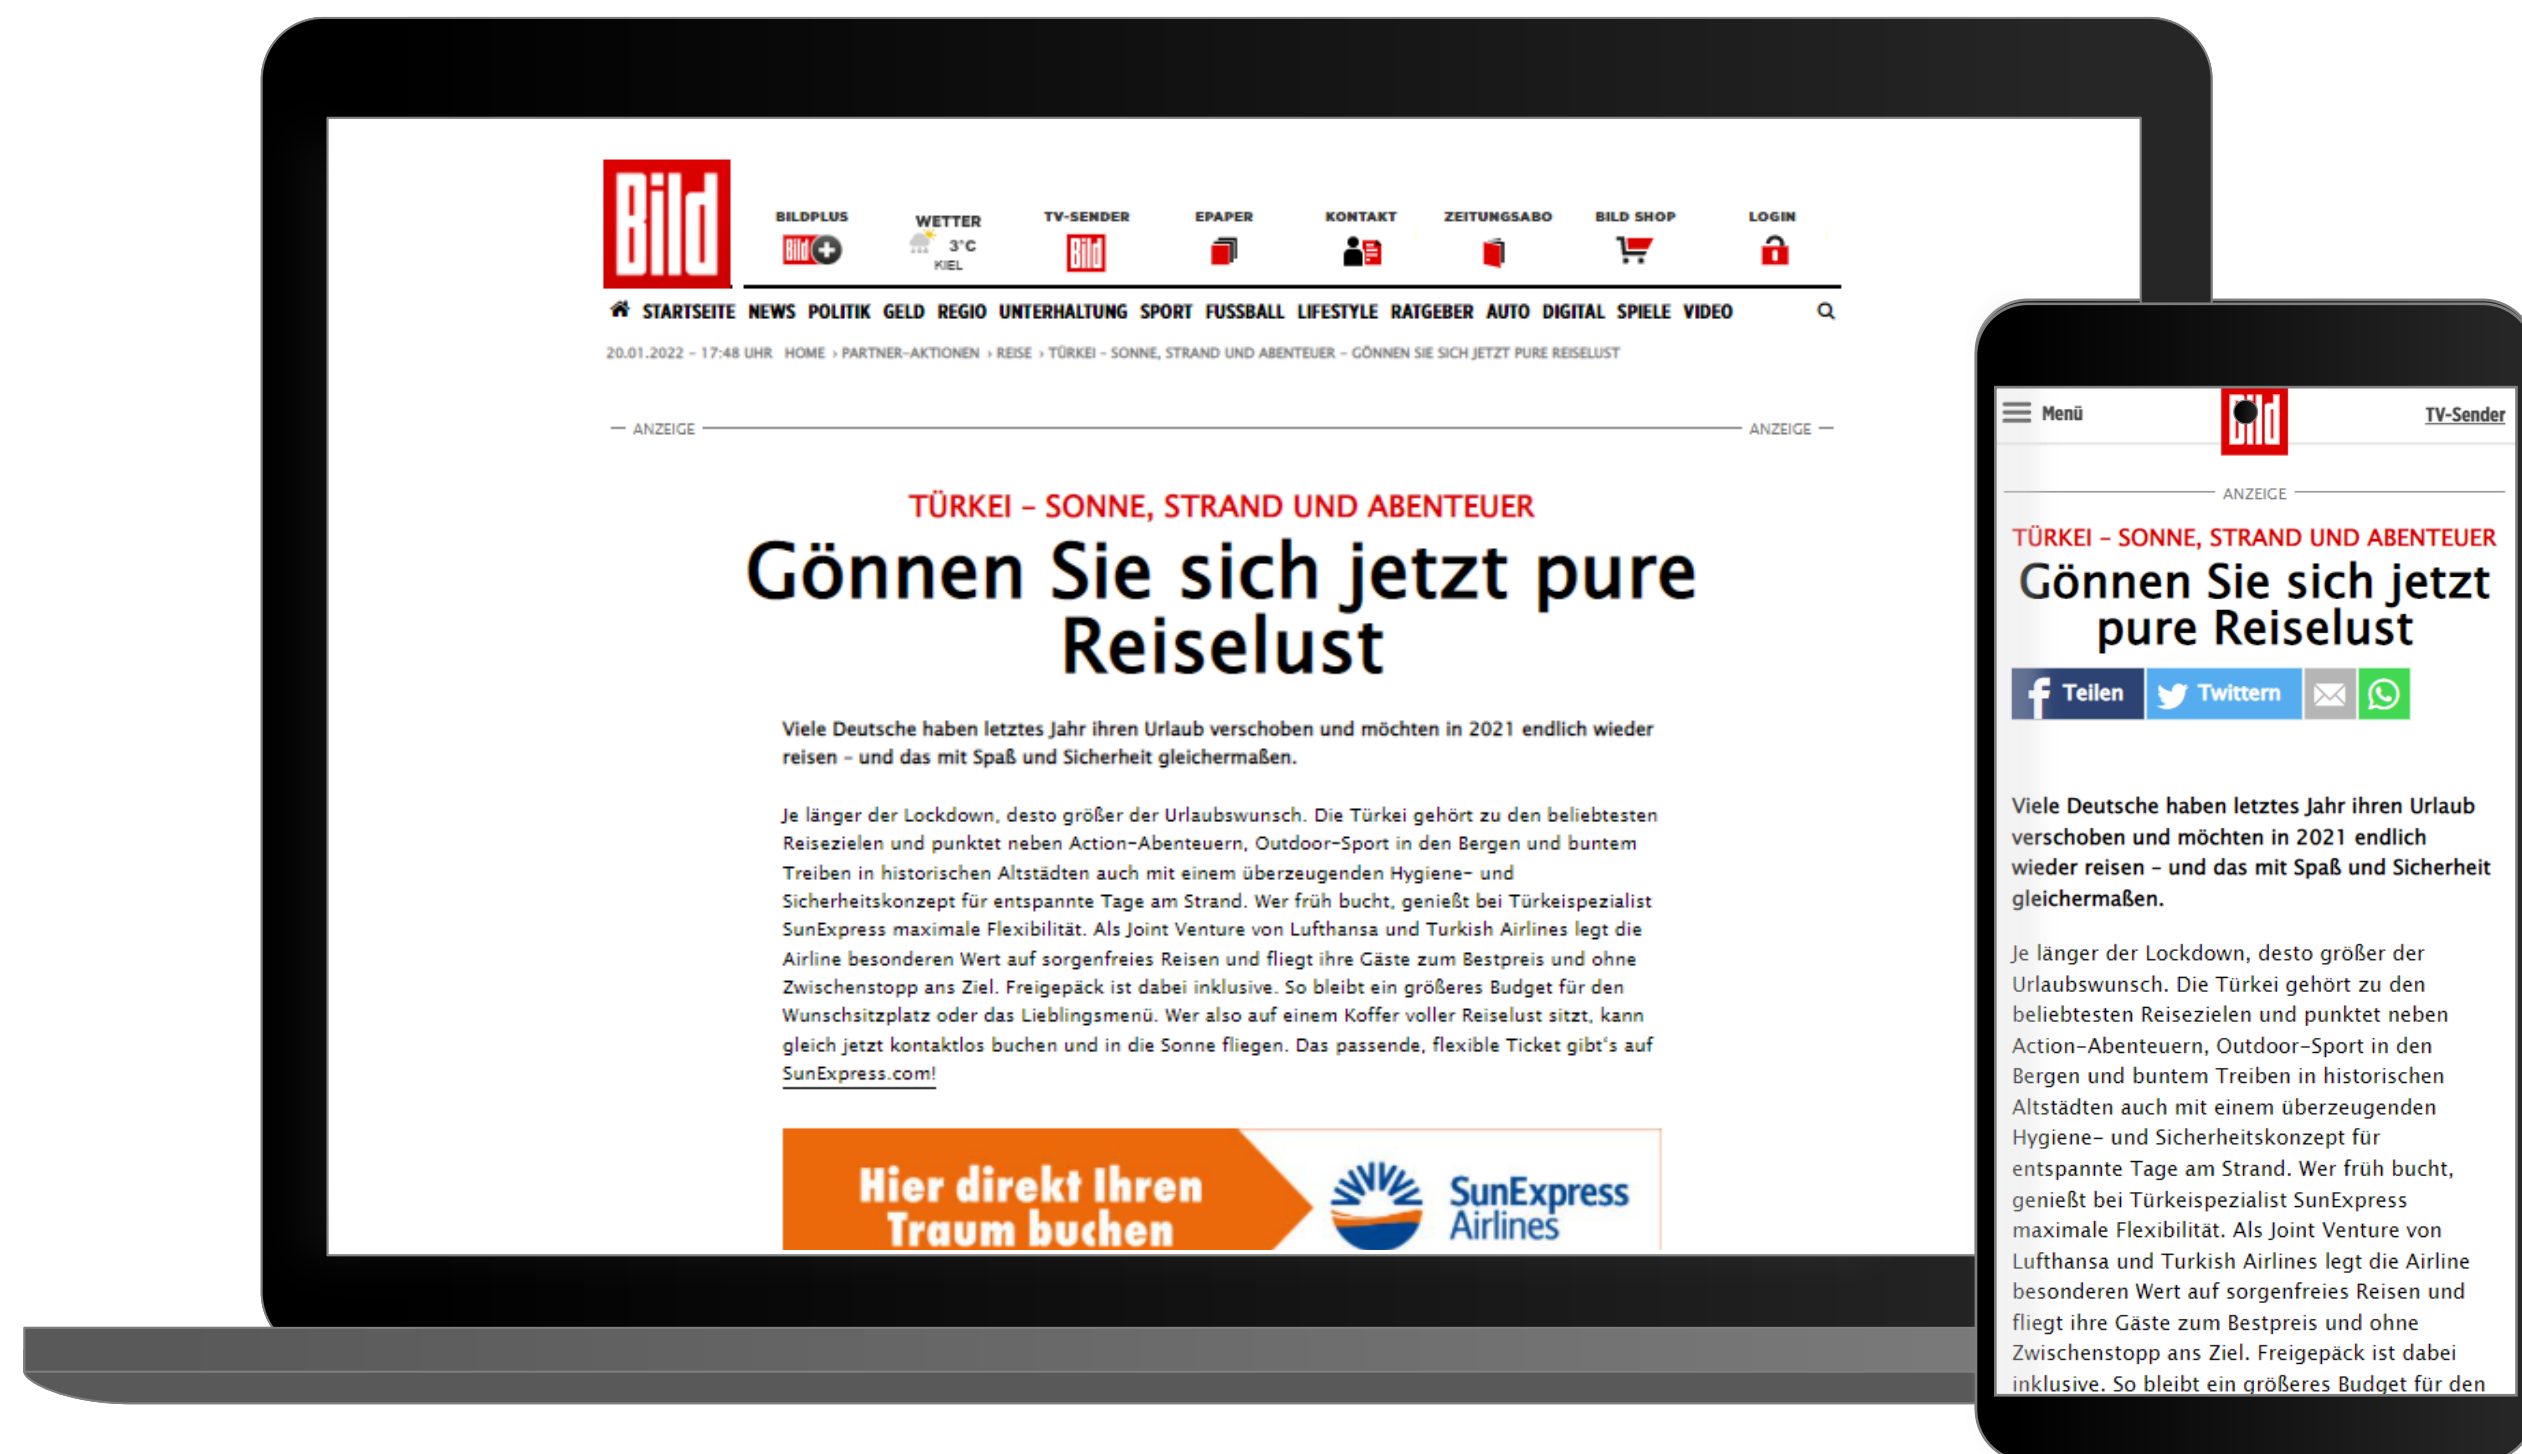 Bild
BILDPLUS
Bild+
WETTER
3°C
KIEL
TV-SENDER
Bild
EPAPER
KONTAKT
ZEITUNGSABO
BILD SHOP
LOGIN
STARTSEITE NEWS POLITIK GELD REGIO UNTERHALTUNG SPORT FUSSBALL LIFESTYLE RATGEBER AUTO DIGITAL SPIELE VIDEO
20.01.2022 – 17:48 UHR HOME › PARTNER-AKTIONEN › REISE › TÜRKEI – SONNE, STRAND UND ABENTEUER – GÖNNEN SIE SICH JETZT PURE REISELUST
ANZEIGE ANZEIGE
TÜRKEI – SONNE, STRAND UND ABENTEUER
Gönnen Sie sich jetzt pure
Reiselust
Viele Deutsche haben letztes Jahr ihren Urlaub verschoben und möchten in 2021 endlich wieder
reisen – und das mit Spaß und Sicherheit gleichermaßen.
Je länger der Lockdown, desto größer der Urlaubswunsch. Die Türkei gehört zu den beliebtesten
Reisezielen und punktet neben Action-Abenteuern, Outdoor-Sport in den Bergen und buntem
Treiben in historischen Altstädten auch mit einem überzeugenden Hygiene- und
Sicherheitskonzept für entspannte Tage am Strand. Wer früh bucht, genießt bei Türkeispezialist
SunExpress maximale Flexibilität. Als Joint Venture von Lufthansa und Turkish Airlines legt die
Airline besonderen Wert auf sorgenfreies Reisen und fliegt ihre Gäste zum Bestpreis und ohne
Zwischenstopp ans Ziel. Freigepäck ist dabei inklusive. So bleibt ein größeres Budget für den
Wunschsitzplatz oder das Lieblingsmenü. Wer also auf einem Koffer voller Reiselust sitzt, kann
gleich jetzt kontaktlos buchen und in die Sonne fliegen. Das passende, flexible Ticket gibt's auf
SunExpress.com!
Hier direkt Ihren
Traum buchen
SunExpress
Airlines
Menü
Bild
TV-Sender
ANZEIGE
TÜRKEI – SONNE, STRAND UND ABENTEUER
Gönnen Sie sich jetzt
pure Reiselust
f Teilen
Twittern
Viele Deutsche haben letztes Jahr ihren Urlaub
verschoben und möchten in 2021 endlich
wieder reisen – und das mit Spaß und Sicherheit
gleichermaßen.
Je länger der Lockdown, desto größer der
Urlaubswunsch. Die Türkei gehört zu den
beliebtesten Reisezielen und punktet neben
Action-Abenteuern, Outdoor-Sport in den
Bergen und buntem Treiben in historischen
Altstädten auch mit einem überzeugenden
Hygiene- und Sicherheitskonzept für
entspannte Tage am Strand. Wer früh bucht,
genießt bei Türkeispezialist SunExpress
maximale Flexibilität. Als Joint Venture von
Lufthansa und Turkish Airlines legt die Airline
besonderen Wert auf sorgenfreies Reisen und
fliegt ihre Gäste zum Bestpreis und ohne
Zwischenstopp ans Ziel. Freigepäck ist dabei
inklusive. So bleibt ein größeres Budget für den